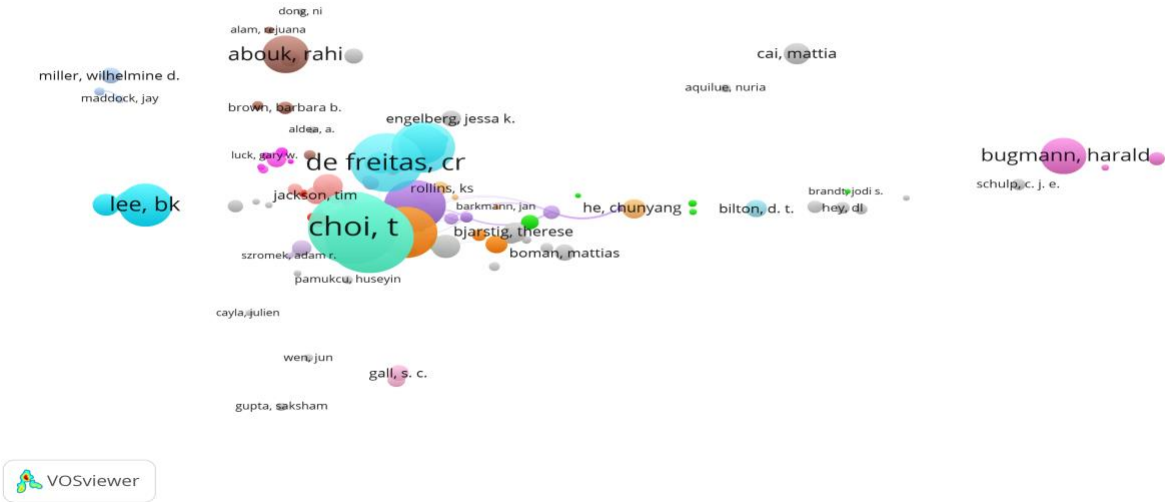 dong, ni
alam, rejuana
abouk, rahi
cai, mattia
miller, wilhelmine d.
aquilue, nuria
maddock, jay
brown, barbara b.
engelberg, jessa k.
aldea, a.
luck, gary w.
de freitas, cr
bugmann, harald
schulp, c. j. e.
rollins, ks
brandt, jodi s.
jackson, tim
lee, bk
barkmann, jan
he, chunyang
bilton, d. t.
hey, dl
choi, t
bjarstig, therese
boman, mattias
szromek, adam r.
pamukcu, huseyin
cayla, julien
wen, jun
gall, s. c.
gupta, saksham
VOSviewer